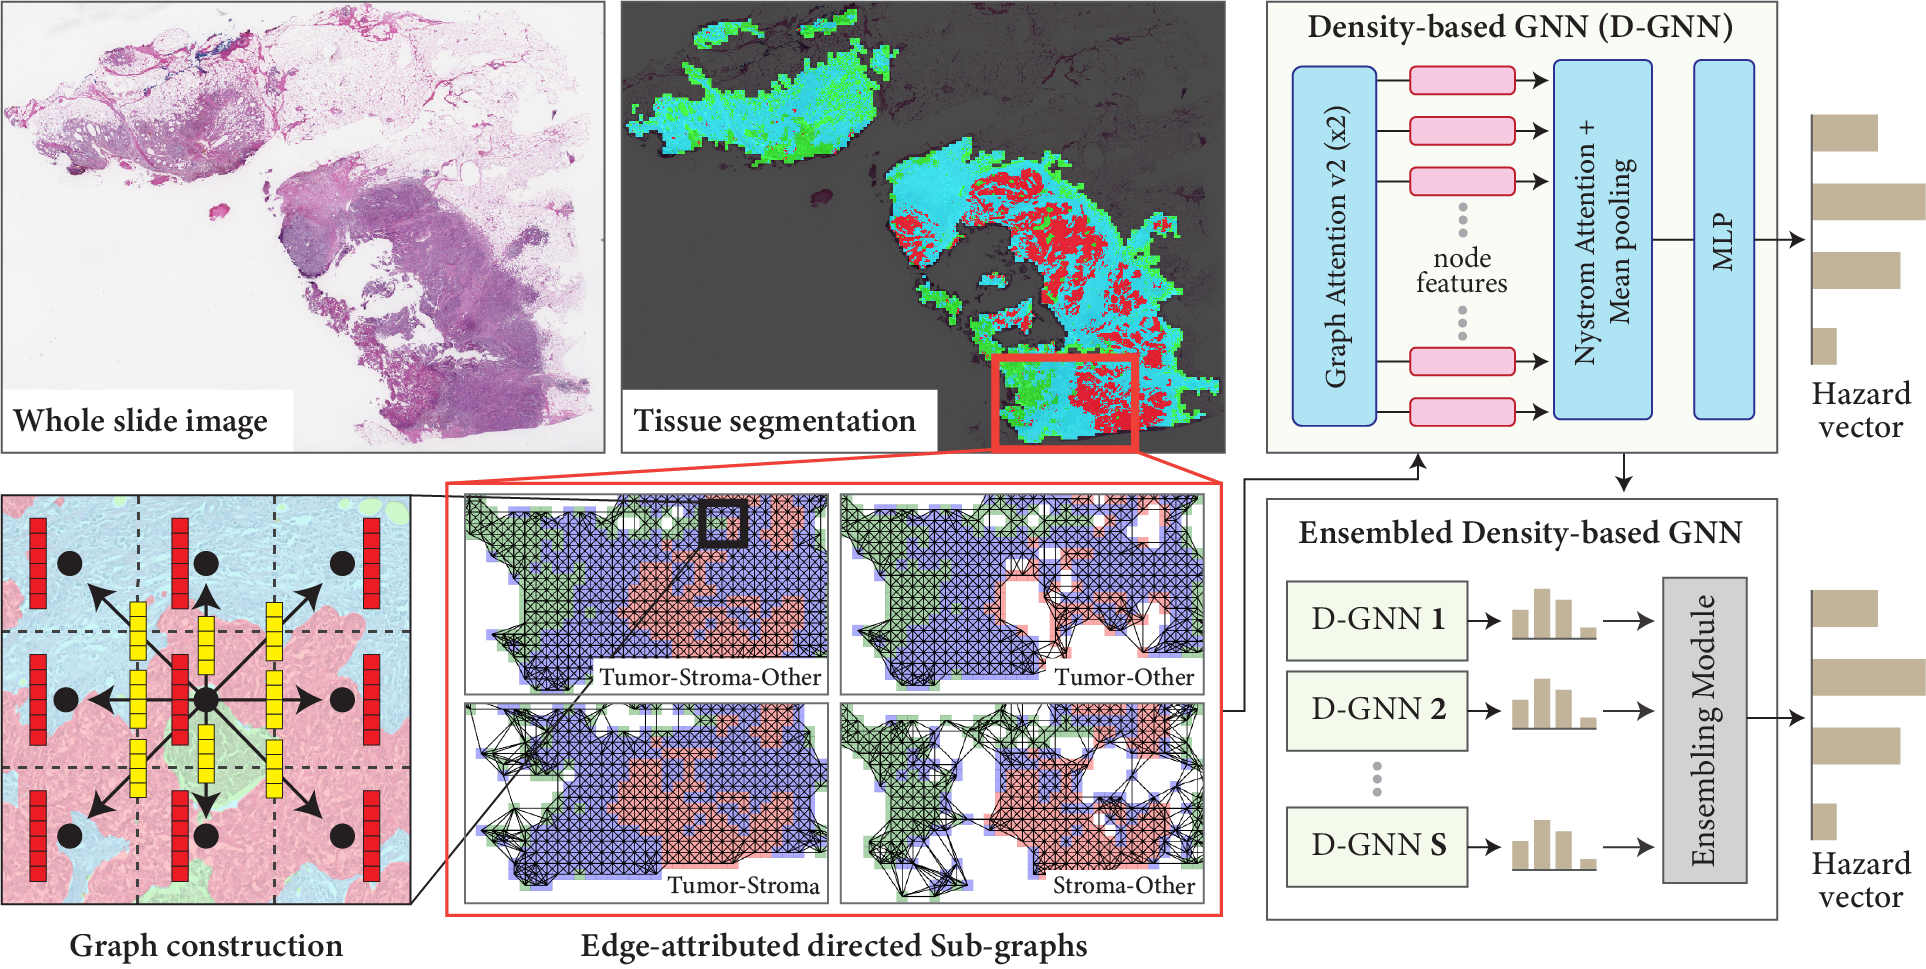 Whole slide image
Tissue segmentation
Density-based GNN (D-GNN)
Graph Attention v2 (x2)
node
features
Nystrom Attention +
Mean pooling
MLP
Hazard
vector
Graph construction
Tumor-Stroma-Other
Tumor-Other
Tumor-Stroma
Stroma-Other
Edge-attributed directed Sub-graphs
Ensembled Density-based GNN
D-GNN 1
D-GNN 2
D-GNN S
Ensembling Module
Hazard
vector